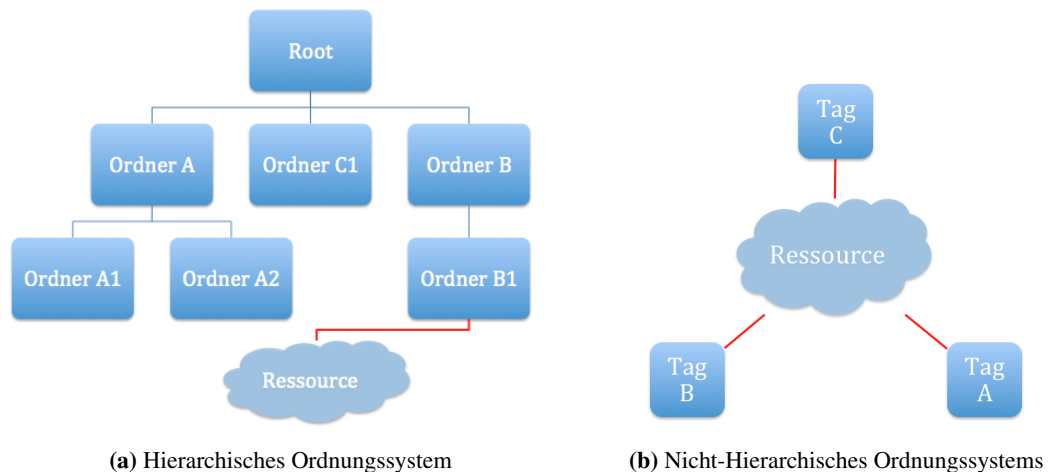 Root
Ordner A
Ordner C1
Ordner B
Ordner A1
Ordner A2
Ordner B1
Ressource
(a) Hierarchisches Ordnungssystem
Tag
C
Ressource
Tag
B
Tag
A
(b) Nicht-Hierarchisches Ordnungssystems